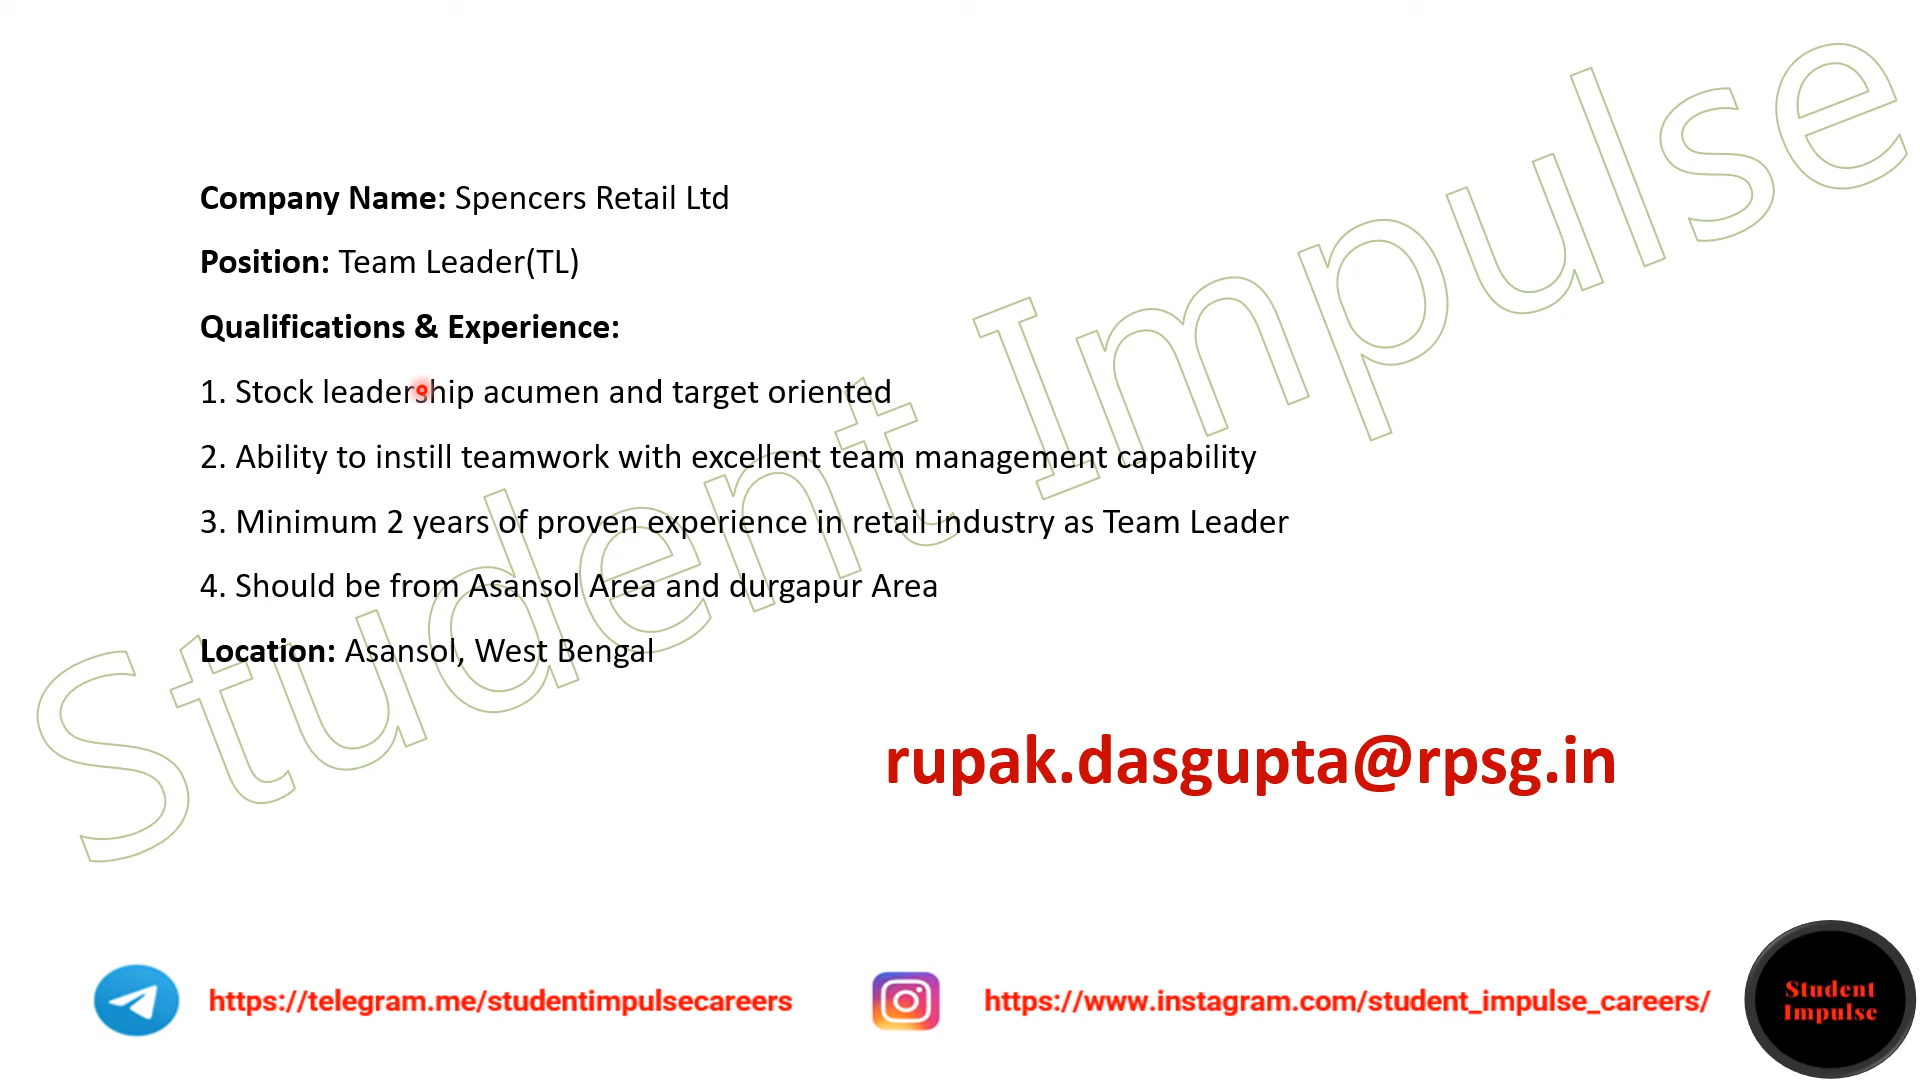 Company Name: Spencers Retail Ltd
Position: Team Leader(TL)
Qualifications & Experience:
1. Stock leadership acumen and target oriented
2. Ability to instill teamwork with excellent team management capability
3. Minimum 2 years of proven experience in retail industry as Team Leader
4. Should be from Asansol Area and durgapur Area
Location: Asansol, West Bengal
Student Impulse
rupak.dasgupta@rpsg.in
https://telegram.me/studentimpulsecareers
https://www.instagram.com/student_impulse_careers/
Student
Impulse